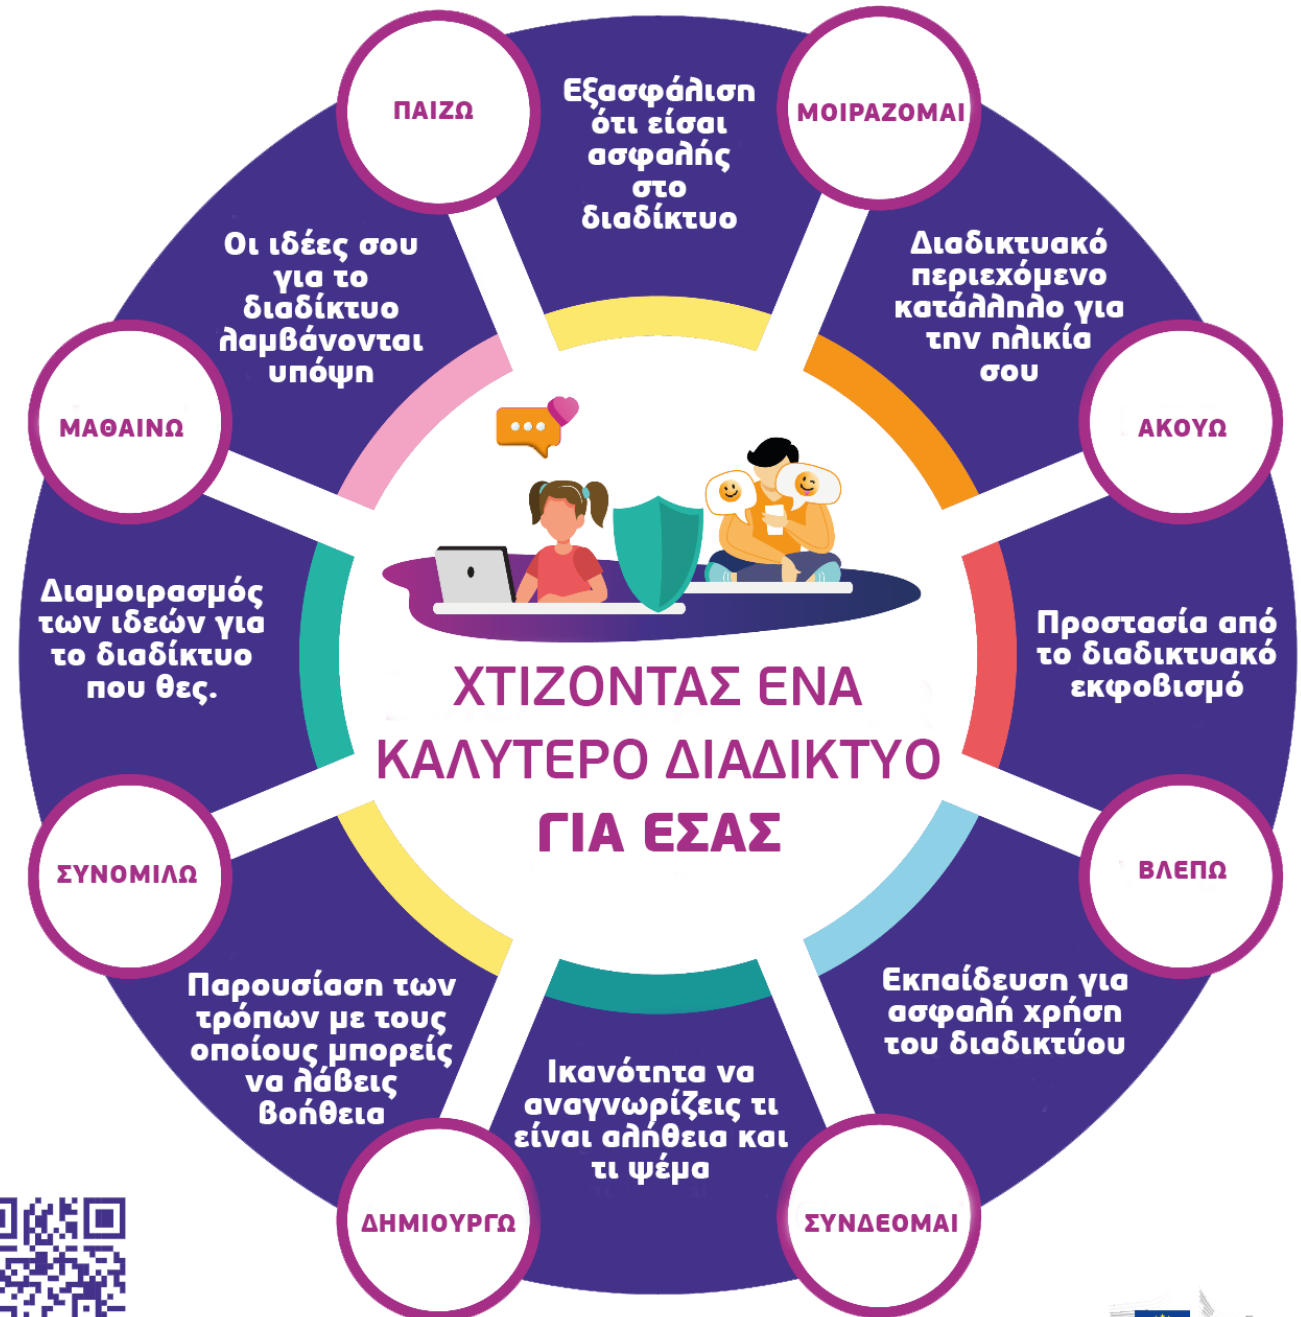 ΠΑΙΖΩ
Εξασφάλιση
ότι είσαι
ασφαλής
στο
διαδίκτυο
ΜΟΙΡΑΖΟΜΑΙ
Διαδικτυακό
περιεχόμενο
κατάλληλο για
την ηλικία
σου
ΑΚΟΥΩ
Προστασία από
το διαδικτυακό
εκφοβισμό
ΒΛΕΠΩ
Εκπαίδευση για
ασφαλή χρήση
του διαδικτύου
ΣΥΝΔΕΟΜΑΙ
Ικανότητα να
αναγνωρίζεις τι
είναι αλήθεια και
τι ψέμα
ΔΗΜΙΟΥΡΓΩ
Παρουσίαση των
τρόπων με τους
οποίους μπορείς
να λάβεις
βοήθεια
ΣΥΝΟΜΙΛΩ
Διαμοιρασμός
των ιδεών για
το διαδίκτυο
που θες.
ΜΑΘΑΙΝΩ
Οι ιδέες σου
για το
διαδίκτυο
λαμβάνονται
υπόψη
ΧΤΙΖΟΝΤΑΣ ΕΝΑ
ΚΑΛΥΤΕΡΟ ΔΙΑΔΙΚΤΥΟ
ΓΙΑ ΕΣΑΣ